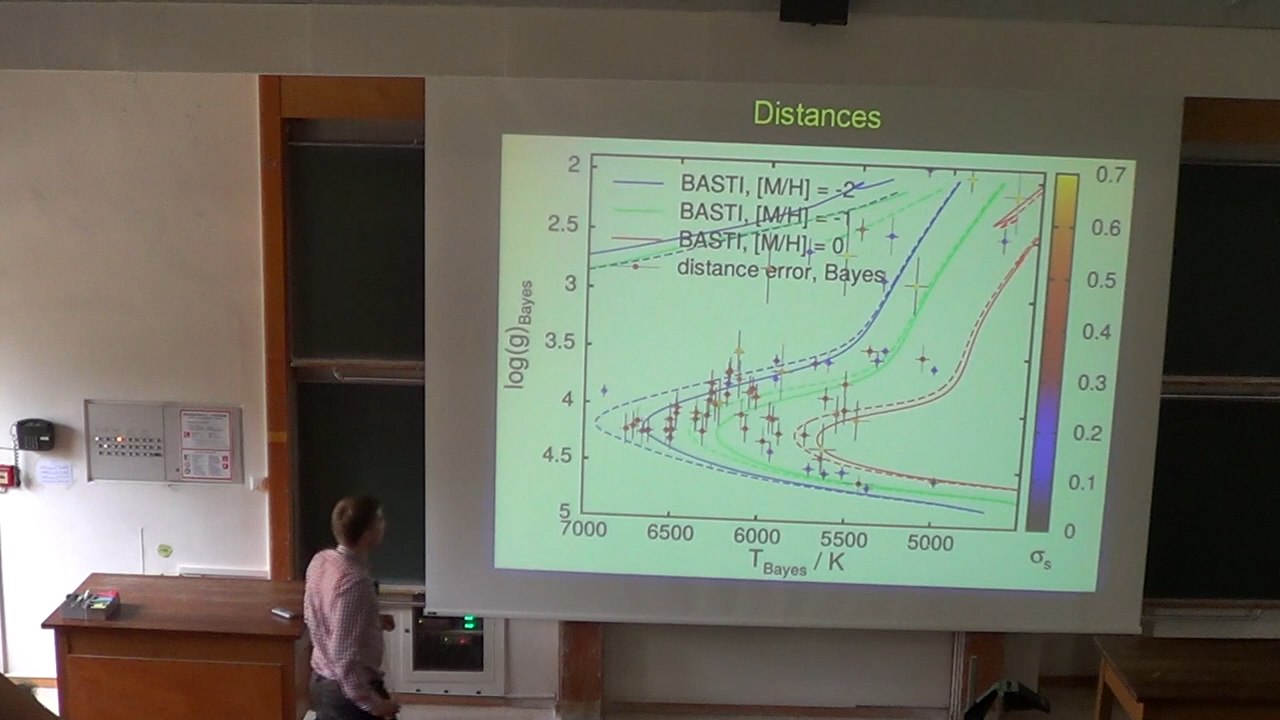 Distances
BASTI, [M/H] = -2
BASTI, [M/H] = -1
BASTI, [M/H] = 0
distance error, Bayes
log(g)Bayes
2
2.5
3
3.5
4
4.5
5
7000 6500 6000 5500 5000
TBayes / K
0.7
0.6
0.5
0.4
0.3
0.2
0.1
0
σs